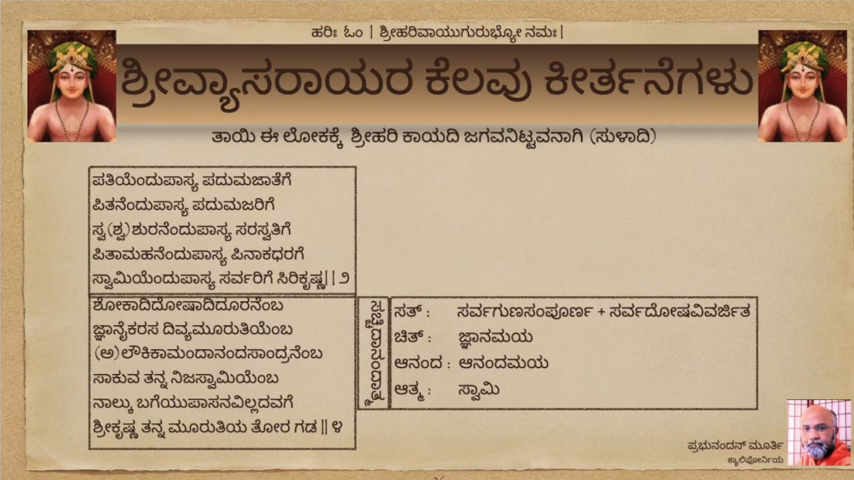 ಹರಿಃ ಓಂ | ಶ್ರೀಹರಿವಾಯುಗುರುಭ್ಯೋ ನಮಃ|
ಶ್ರೀವ್ಯಾಸರಾಯರ ಕೆಲವು ಕೀರ್ತನೆಗಳು
ತಾಯಿ ಈ ಲೋಕಕ್ಕೆ ಶ್ರೀಹರಿ ಕಾಯದಿ ಜಗವನಿಟ್ಟವನಾಗಿ (ಸುಳಾದಿ)
ಪತಿಯೆಂದುಪಾಸ್ಯ ಪದುಮಜಾತೆಗೆ
ಪಿತನೆಂದುಪಾಸ್ಯ ಪದುಮಜರಿಗೆ
ಸ್ವ(ಶ್ವ)ಶುರನೆಂದುಪಾಸ್ಯ ಸರಸ್ವತಿಗೆ
ಪಿತಾಮಹನೆಂದುಪಾಸ್ಯ ಪಿನಾಕಧರಗೆ
ಸ್ವಾಮಿಯೆಂದುಪಾಸ್ಯ ಸರ್ವರಿಗೆ ಸಿರಿಕೃಷ್ಣ|| ೨
ಶೋಕಾದಿದೋಷಾದಿದೂರನೆಂಬ
ಜ್ಞಾನೈಕರಸ ದಿವ್ಯಮೂರುತಿಯೆಂಬ
(ಅ)ಲೌಕಿಕಾಮಂದಾನಂದಸಾಂದ್ರನೆಂಬ
ಸಾಕುವ ತನ್ನ ನಿಜಸ್ವಾಮಿಯೆಂಬ
ನಾಲ್ಕು ಬಗೆಯುಪಾಸನವಿಲ್ಲದವಗೆ
ಶ್ರೀಕೃಷ್ಣ ತನ್ನ ಮೂರುತಿಯ ತೋರ ಗಡ || ೪
ಸಚ್ಚಿದಾನಂದಾತ್ಮ
ಸತ್ : ಸರ್ವಗುಣಸಂಪೂರ್ಣ + ಸರ್ವದೋಷವಿವರ್ಜಿತ
ಚಿತ್ : ಜ್ಞಾನಮಯ
ಆನಂದ : ಆನಂದಮಯ
ಆತ್ಮ : ಸ್ವಾಮಿ
ಪ್ರಭುನಂದನ್ ಮೂರ್ತಿ
ಕ್ಯಾಲಿಫೋರ್ನಿಯ